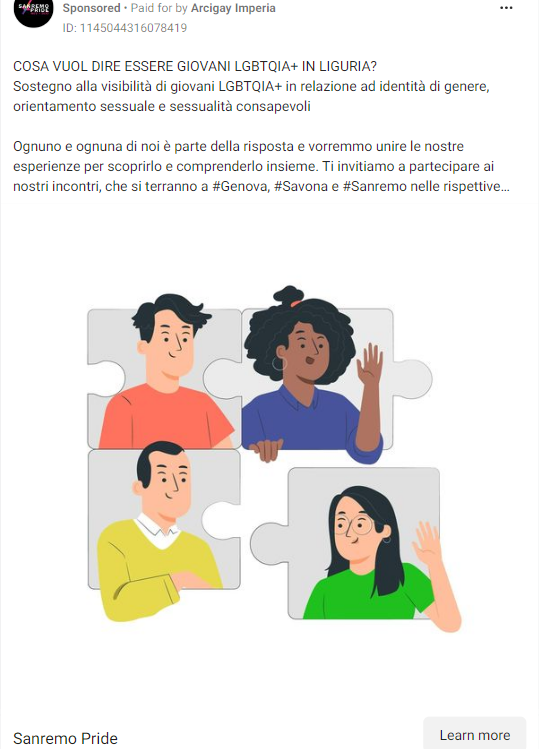 SANREMO
PRIDE
Sponsored • Paid for by Arcigay Imperia
ID: 1145044316078419
COSA VUOL DIRE ESSERE GIOVANI LGBTQIA+ IN LIGURIA?
Sostegno alla visibilità di giovani LGBTQIA+ in relazione ad identità di genere,
orientamento sessuale e sessualità consapevoli
Ognuno e ognuna di noi è parte della risposta e vorremmo unire le nostre
esperienze per scoprirlo e comprenderlo insieme. Ti invitiamo a partecipare ai
nostri incontri, che si terranno a #Genova, #Savona e #Sanremo nelle rispettive...
Sanremo Pride
Learn more